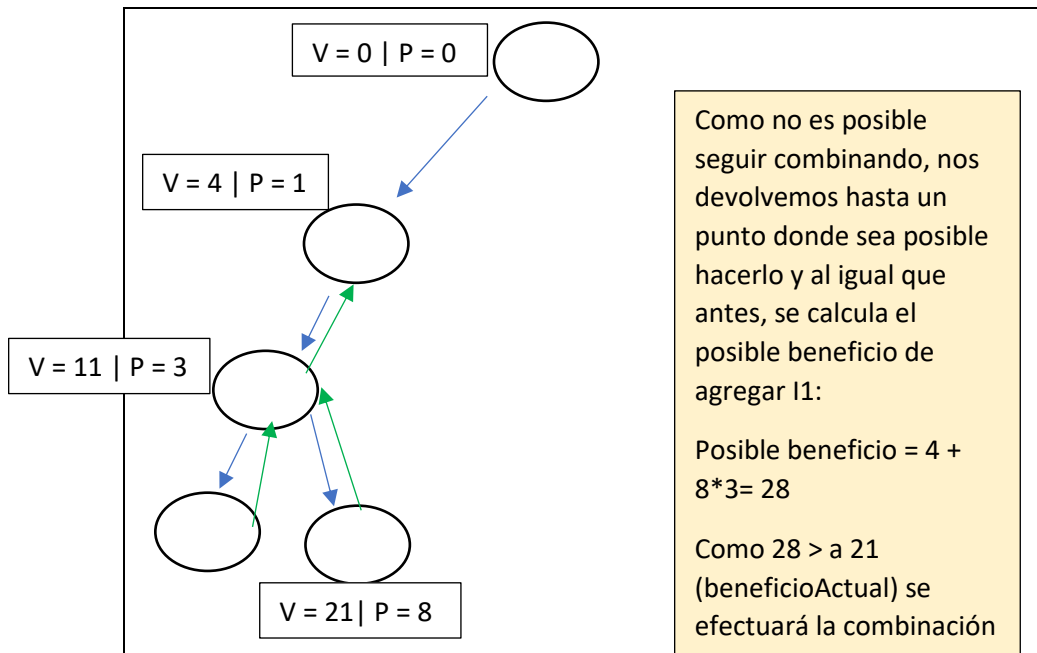 V = 0 | P = 0
V = 4 | P = 1
V = 11 | P = 3
V = 21| P = 8
Como no es posible
seguir combinando, nos
devolvemos hasta un
punto donde sea posible
hacerlo y al igual que
antes, se calcula el
posible beneficio de
agregar I1:
Posible beneficio = 4 +
8*3= 28
Como 28 > a 21
(beneficioActual) se
efectuará la combinación